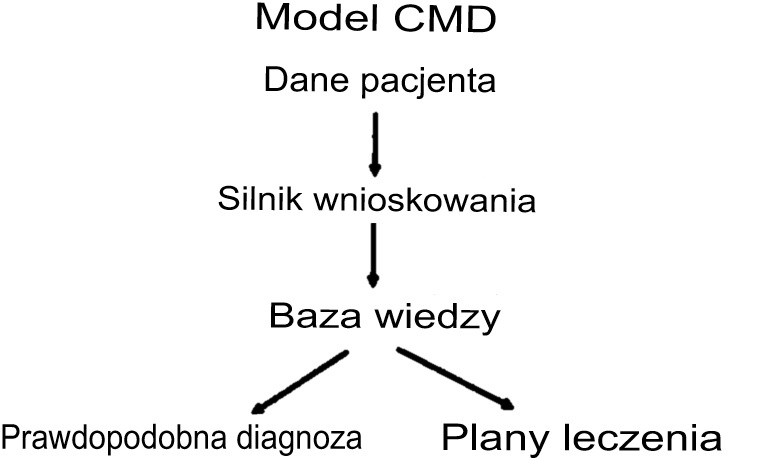 Model CMD
Dane pacjenta
Silnik wnioskowania
Baza wiedzy
Prawdopodobna diagnoza
Plany leczenia